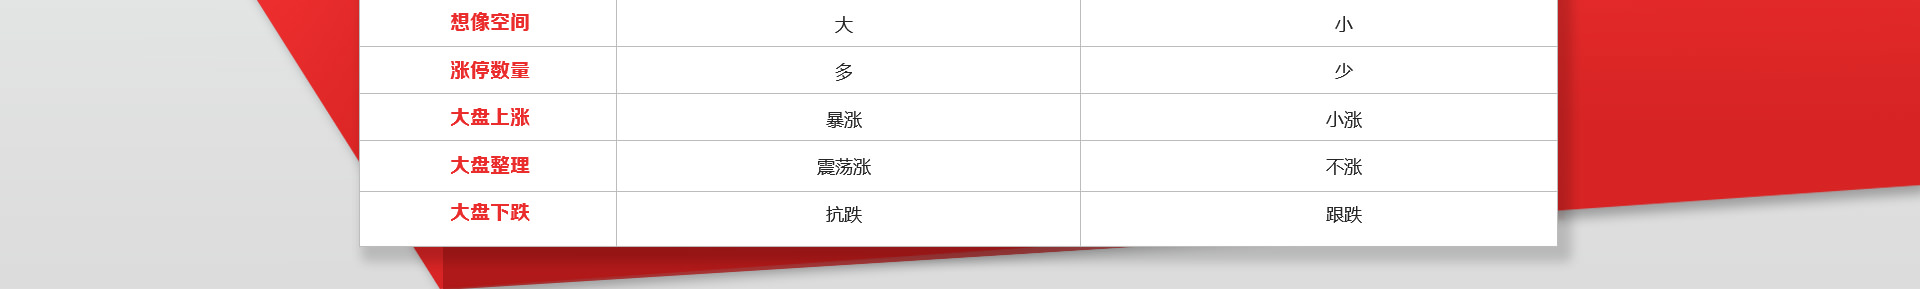 想像空间 大 小
涨停数量 多 少
大盘上涨 暴涨 小涨
大盘整理 震荡涨 不涨
大盘下跌 抗跌 跟跌